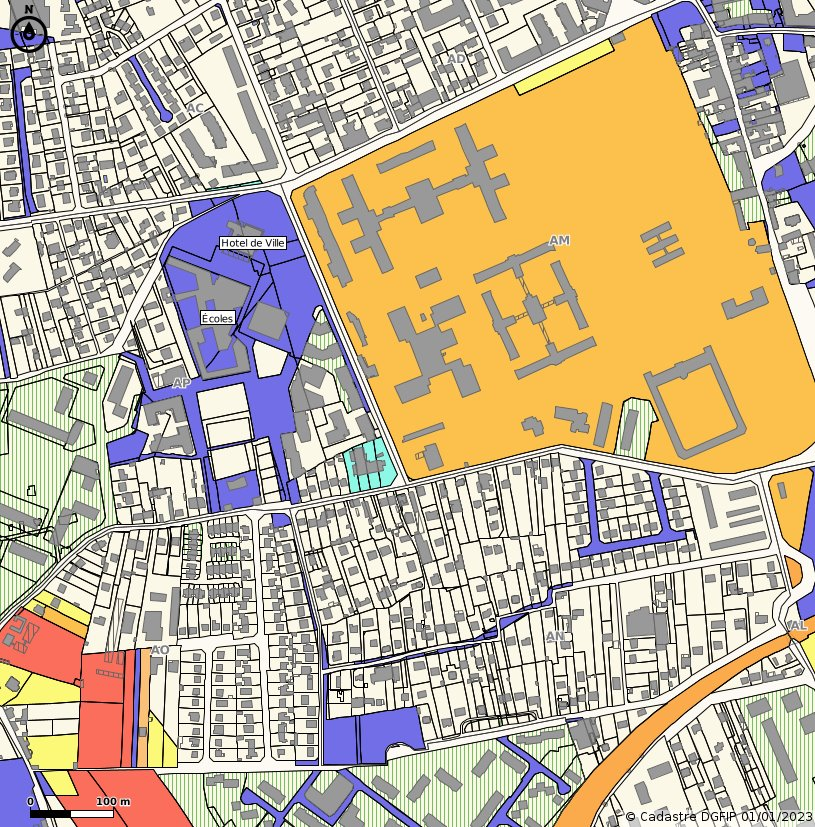 N
AD
AC
AM
Hotel de Ville
Écoles
AP
AN
AL
AO
0 100 m
© Cadastre DGFIP 01/01/2023